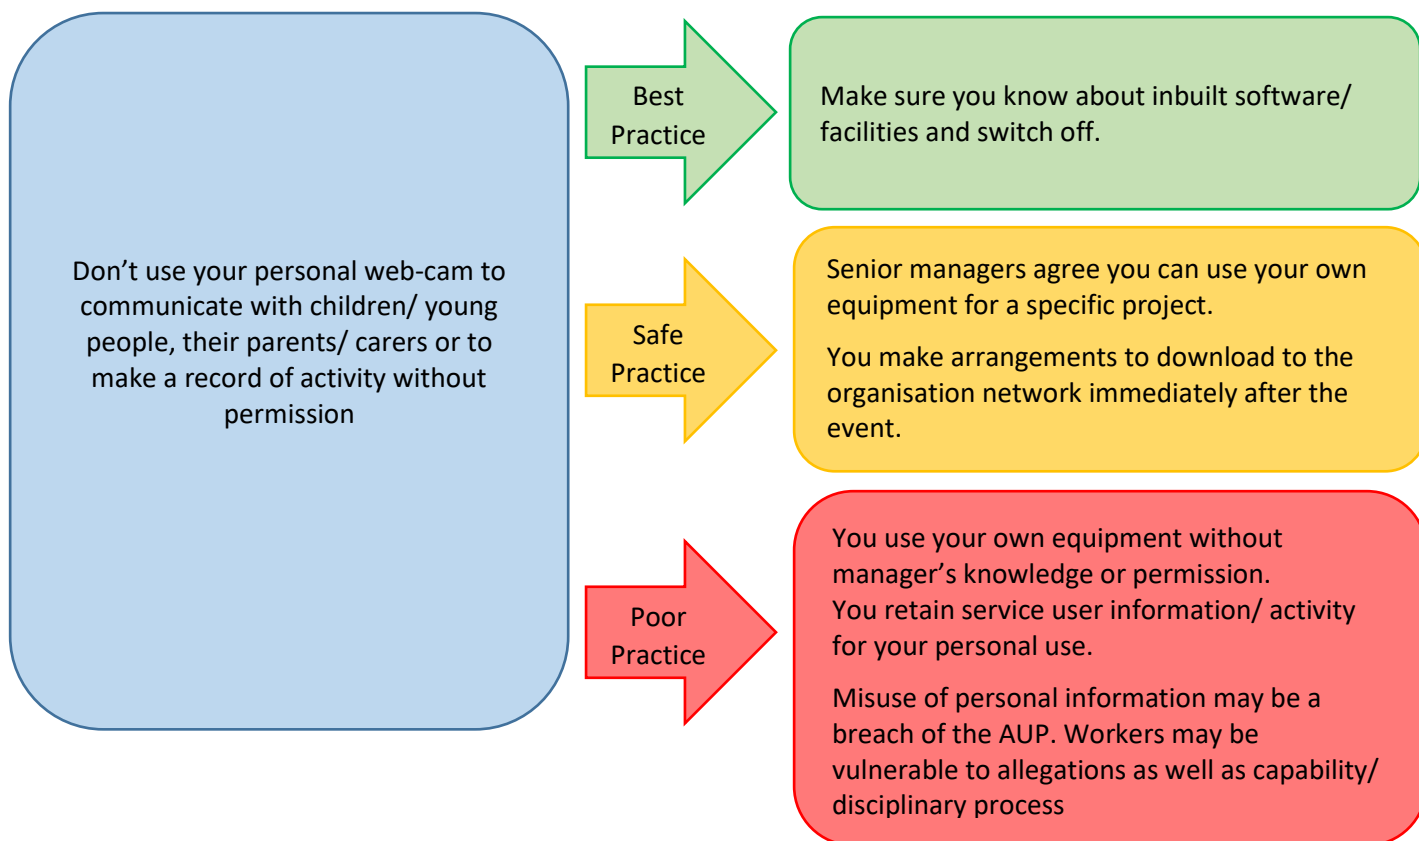 Don’t use your personal web-cam to
communicate with children/ young
people, their parents/ carers or to
make a record of activity without
permission
Best
Practice
Make sure you know about inbuilt software/
facilities and switch off.
Safe
Practice
Senior managers agree you can use your own
equipment for a specific project.
You make arrangements to download to the
organisation network immediately after the
event.
Poor
Practice
You use your own equipment without
manager’s knowledge or permission.
You retain service user information/ activity
for your personal use.
Misuse of personal information may be a
breach of the AUP. Workers may be
vulnerable to allegations as well as capability/
disciplinary process